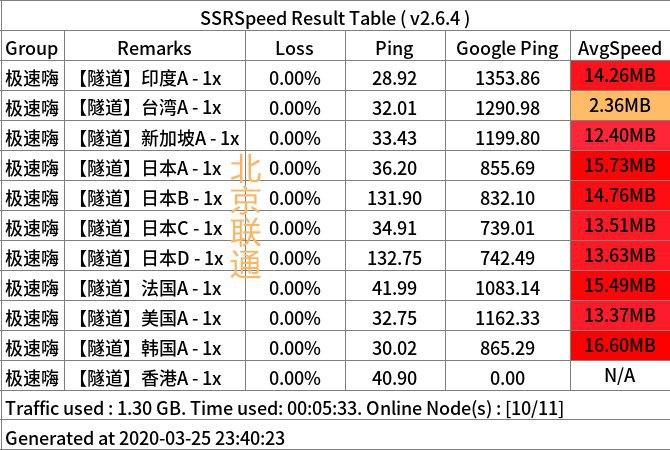 SSRSpeed Result Table ( v2.6.4 )
Group Remarks Loss Ping Google Ping AvgSpeed
极速嗨 【隧道】印度A - 1x 0.00% 28.92 1353.86 14.26MB
极速嗨 【隧道】台湾A - 1x 0.00% 32.01 1290.98 2.36MB
极速嗨 【隧道】新加坡A - 1x 0.00% 33.43 1199.80 12.40MB
极速嗨 【隧道】日本A - 1x 0.00% 36.20 855.69 15.73MB
极速嗨 【隧道】日本B - 1x 0.00% 131.90 832.10 14.76MB
极速嗨 【隧道】日本C - 1x 0.00% 34.91 739.01 13.51MB
极速嗨 【隧道】日本D - 1x 0.00% 132.75 742.49 13.63MB
极速嗨 【隧道】法国A - 1x 0.00% 41.99 1083.14 15.49MB
极速嗨 【隧道】美国A - 1x 0.00% 32.75 1162.33 13.37MB
极速嗨 【隧道】韩国A - 1x 0.00% 30.02 865.29 16.60MB
极速嗨 【隧道】香港A - 1x 0.00% 40.90 0.00 N/A
Traffic used : 1.30 GB. Time used: 00:05:33. Online Node(s) : [10/11]
Generated at 2020-03-25 23:40:23
北京联通